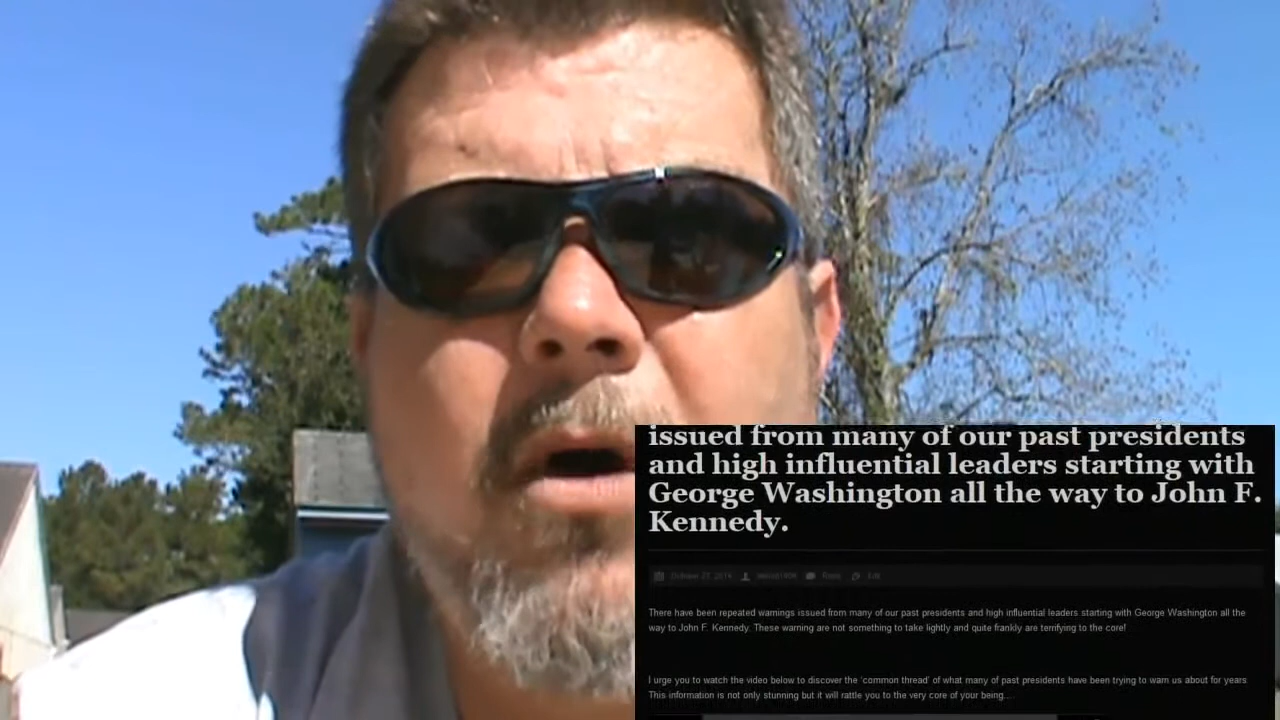 issued from many of our past presidents
and high influential leaders starting with
George Washington all the way to John F.
Kennedy.
Reply
Edit
There have been repeated warnings issued from many of our past presidents and high influential leaders starting with George Washington all the
way to John F. Kennedy. These warning are not something to take lightly and quite frankly are terrifying to the core!
I urge you to watch the video below to discover the 'common thread' of what many of past presidents have been trying to warn us about for years.
This information is not only stunning but it will rattle you to the very core of your being....